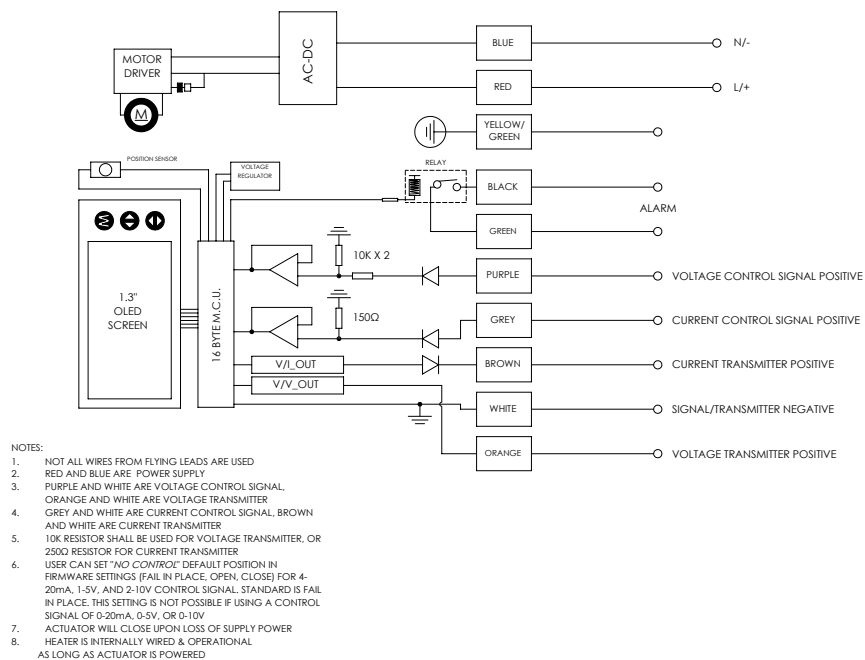 BLUE
N/-
AC-DC
MOTOR
DRIVER
RED
L/+
M
YELLOW/
GREEN
POSITION SENSOR
VOLTAGE
REGULATOR
RELAY
BLACK
ALARM
GREEN
10K X 2
PURPLE
VOLTAGE CONTROL SIGNAL POSITIVE
1.3"
OLED
SCREEN
16 BYTE M.C.U.
150Ω
GREY
CURRENT CONTROL SIGNAL POSITIVE
V/I_OUT
BROWN
CURRENT TRANSMITTER POSITIVE
V/V_OUT
WHITE
SIGNAL/TRANSMITTER NEGATIVE
ORANGE
VOLTAGE TRANSMITTER POSITIVE
NOTES:
1. NOT ALL WIRES FROM FLYING LEADS ARE USED
2. RED AND BLUE ARE POWER SUPPLY
3. PURPLE AND WHITE ARE VOLTAGE CONTROL SIGNAL,
ORANGE AND WHITE ARE VOLTAGE TRANSMITTER
4. GREY AND WHITE ARE CURRENT CONTROL SIGNAL, BROWN
AND WHITE ARE CURRENT TRANSMITTER
5. 10K RESISTOR SHALL BE USED FOR VOLTAGE TRANSMITTER, OR
250Ω RESISTOR FOR CURRENT TRANSMITTER
6. USER CAN SET "NO CONTROL" DEFAULT POSITION IN
FIRMWARE SETTINGS (FAIL IN PLACE, OPEN, CLOSE) FOR 4-
20mA, 1-5V, AND 2-10V CONTROL SIGNAL. STANDARD IS FAIL
IN PLACE. THIS SETTING IS NOT POSSIBLE IF USING A CONTROL
SIGNAL OF 0-20mA, 0-5V, OR 0-10V
7. ACTUATOR WILL CLOSE UPON LOSS OF SUPPLY POWER
8. HEATER IS INTERNALLY WIRED & OPERATIONAL
AS LONG AS ACTUATOR IS POWERED